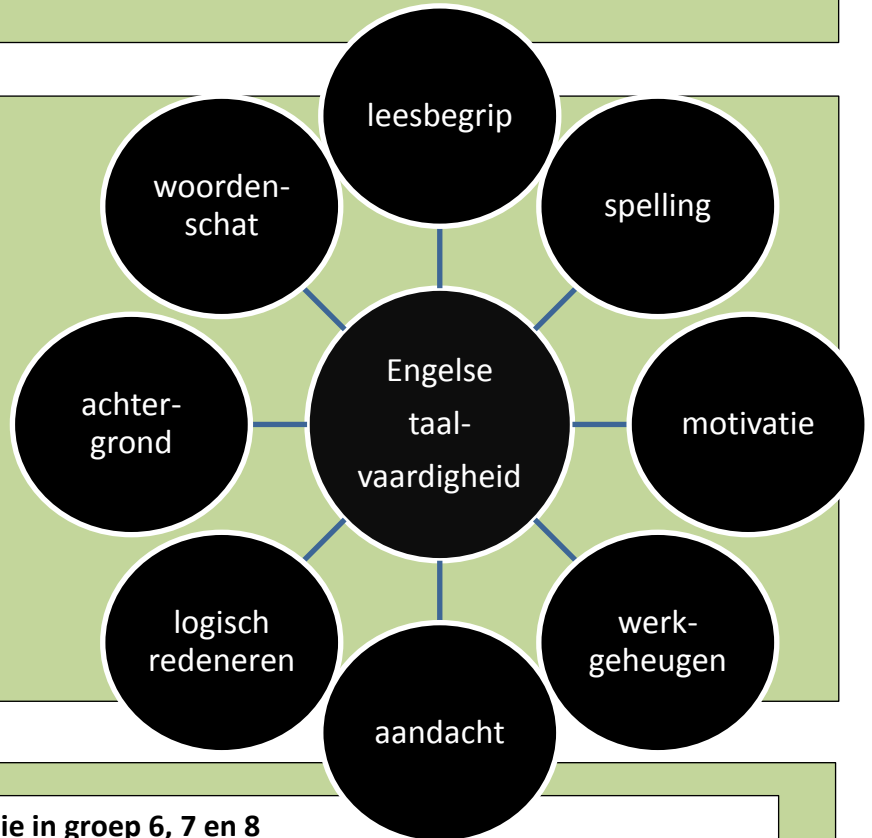 leesbegrip
woorden-
schat
spelling
achter-
grond
Engelse
taal-
vaardigheid
motivatie
logisch
redeneren
werk-
geheugen
aandacht
ie in groep 6, 7 en 8